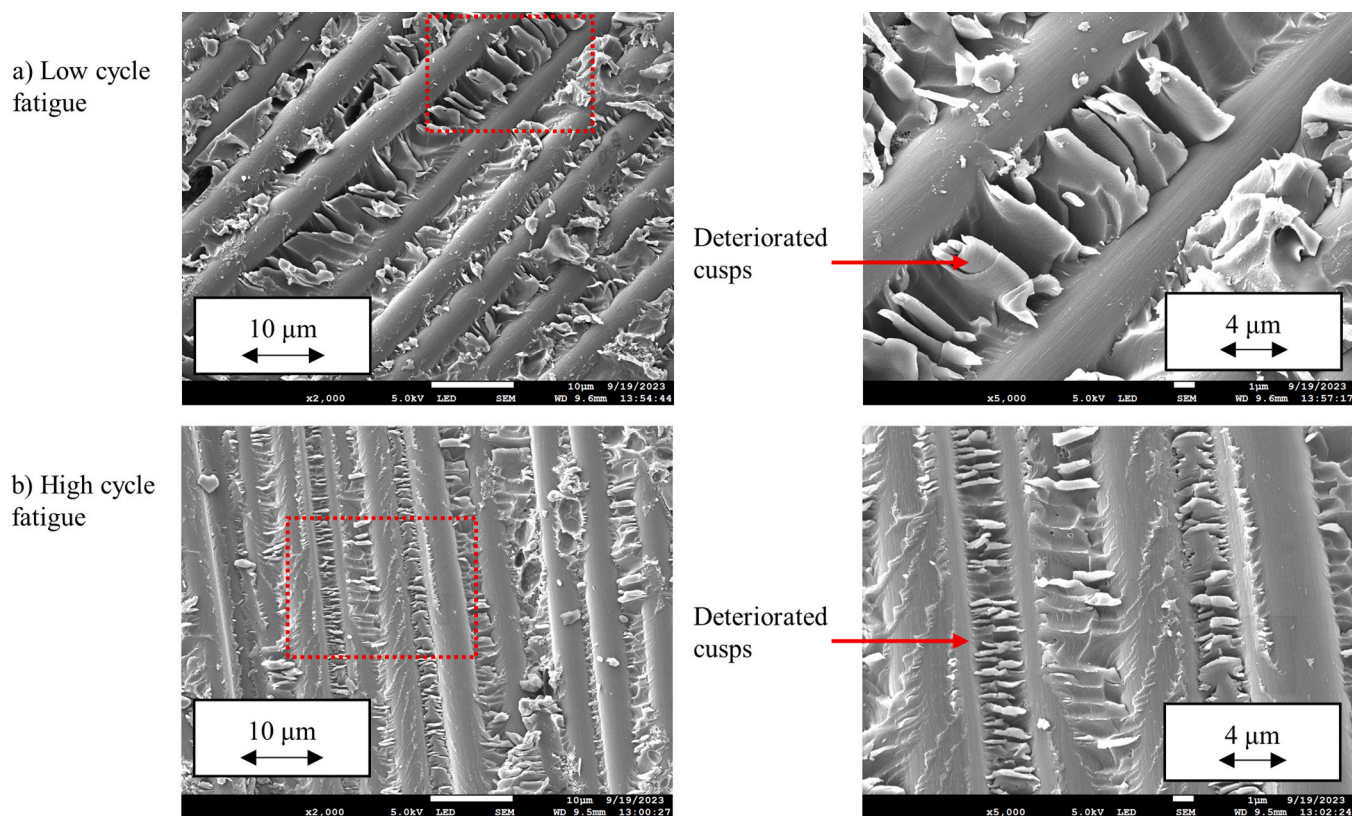 a) Low cycle
fatigue
10 μm
10μm 9/19/2023
x2,000 5.0kV LED SEM WD 9.6mm 13:54:44
Deteriorated
cusps
4 μm
1μm 9/19/2023
x5,000 5.0kV LED SEM WD 9.6mm 13:57:17
b) High cycle
fatigue
10 μm
10μm 9/19/2023
x2,000 5.0kV LED SEM WD 9.5mm 13:00:27
Deteriorated
cusps
4 μm
1μm 9/19/2023
x5,000 5.0kV LED SEM WD 9.5mm 13:02:24